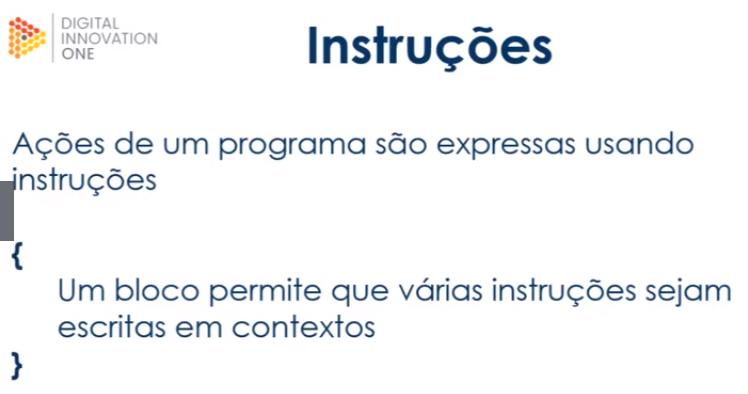 DIGITAL
INNOVATION
ONE
Instruções
Ações de um programa são expressas usando
instruções
{
Um bloco permite que várias instruções sejam
escritas em contextos
}